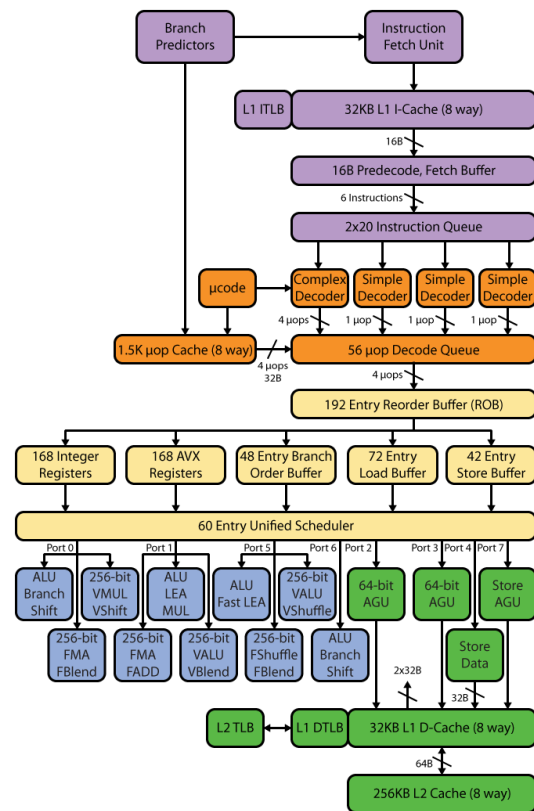 Branch
Predictors
Instruction
Fetch Unit
L1 ITLB
32KB L1 I-Cache (8 way)
16B
16B Predecode, Fetch Buffer
6 Instructions
2x20 Instruction Queue
µcode
Complex
Decoder
Simple
Decoder
Simple
Decoder
Simple
Decoder
4 µops
1 µop
1 µop
1 µop
1.5K µop Cache (8 way)
4 µops
32B
56 µop Decode Queue
4 µops
192 Entry Reorder Buffer (ROB)
168 Integer
Registers
168 AVX
Registers
48 Entry Branch
Order Buffer
72 Entry
Load Buffer
42 Entry
Store Buffer
60 Entry Unified Scheduler
Port 0
Port 1
Port 5
Port 6
Port 2
Port 3
Port 4
Port 7
ALU
Branch
Shift
256-bit
VMUL
VShift
ALU
LEA
MUL
ALU
Fast LEA
256-bit
VALU
VShuffle
64-bit
AGU
64-bit
AGU
Store
AGU
256-bit
FMA
FBlend
256-bit
FMA
FADD
256-bit
VALU
VBlend
256-bit
FShuffle
FBlend
ALU
Branch
Shift
Store
Data
2x32B
32B
L2 TLB
L1 DTLB
32KB L1 D-Cache (8 way)
64B
256KB L2 Cache (8 way)